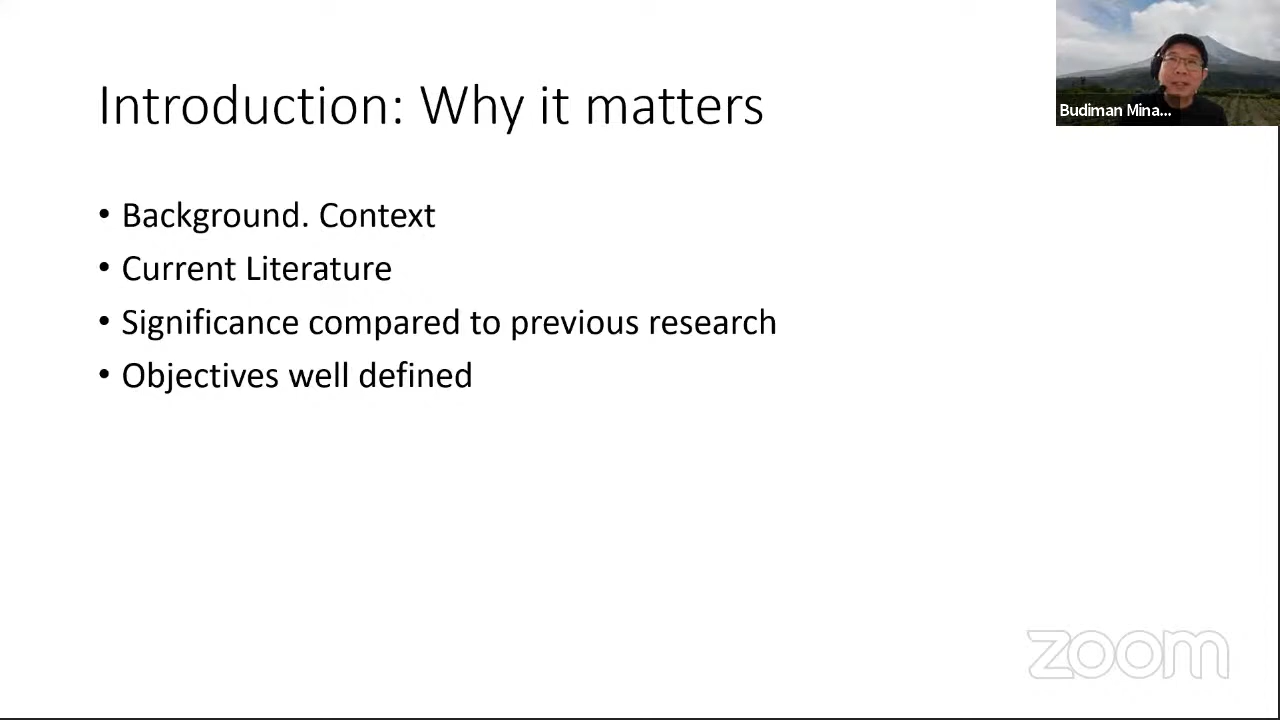 Introduction: Why it matters
Budiman Mina...
• Background. Context
• Current Literature
• Significance compared to previous research
• Objectives well defined
zoom